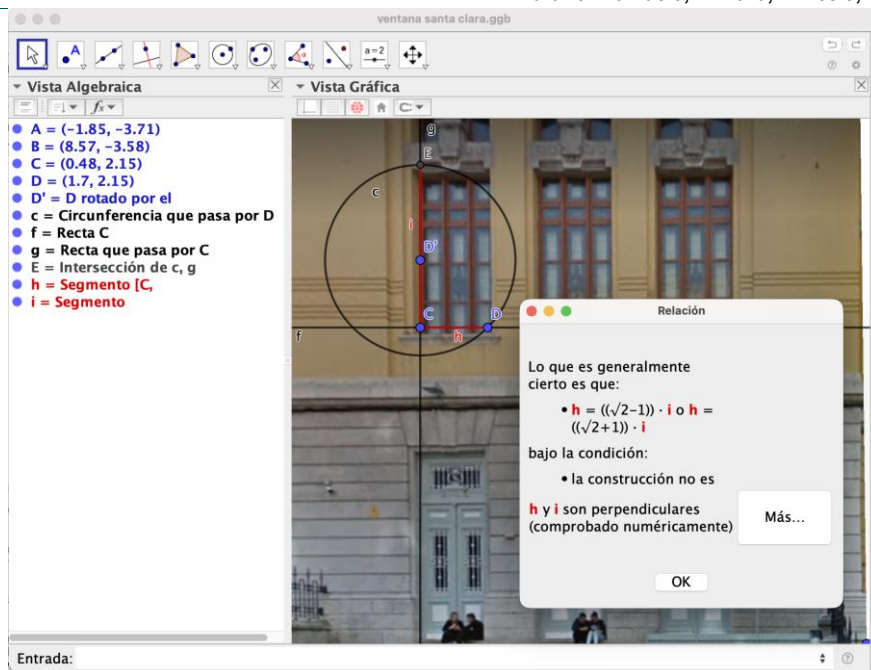 ventana santa clara.ggb
A
a=2
Vista Algebraica
Vista Gráfica
fx
A = (–1.85, –3.71)
B = (8.57, –3.58)
C = (0.48, 2.15)
D = (1.7, 2.15)
D' = D rotado por el
c = Circunferencia que pasa por D
f = Recta C
g = Recta que pasa por C
E = Intersección de c, g
h = Segmento [C,
i = Segmento
g
E
c
i
D'
C
D
f
h
Relación
Lo que es generalmente
cierto es que:
• h = ((√2–1)) · i o h =
((√2+1)) · i
bajo la condición:
• la construcción no es
h y i son perpendiculares
(comprobado numéricamente)
Más...
OK
Entrada: